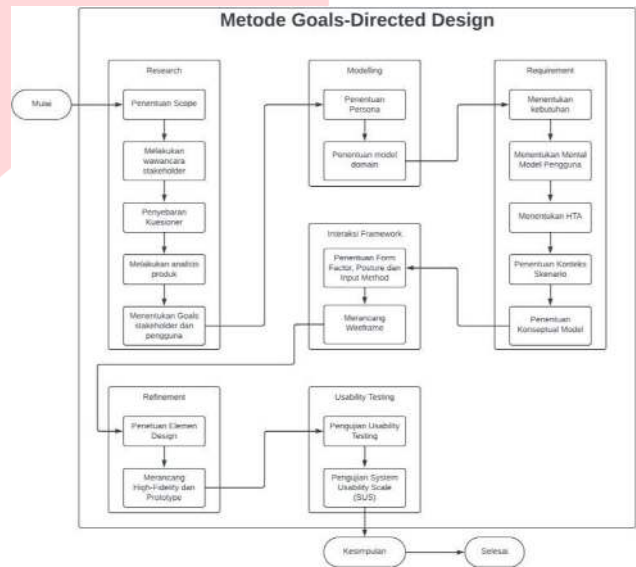 Metode Goals-Directed Design
Mulai
Research
Penentuan Scope
Melakukan
wawancara
stakeholder
Penyebaran
Kuesioner
Melakukan analisis
produk
Menentukan Goals
stakeholder dan
pengguna
Modelling
Penentuan
Persona
Penentuan model
domain
Requirement
Menentukan
kebutuhan
Menentukan Mental
Model Pengguna
Menentukan HTA
Penentuan Konteks
Skenario
Penentuan
Konseptual Model
Interaksi Framework
Penentuan Form
Factor, Posture dan
Input Method
Merancang
Wireframe
Refinement
Penetuan Elemen
Design
Merancang
High-Fidelity dan
Prototype
Usability Testing
Pengujian Usability
Testing
Pengujian System
Usability Scale
(SUS)
Kesimpulan
Selesai